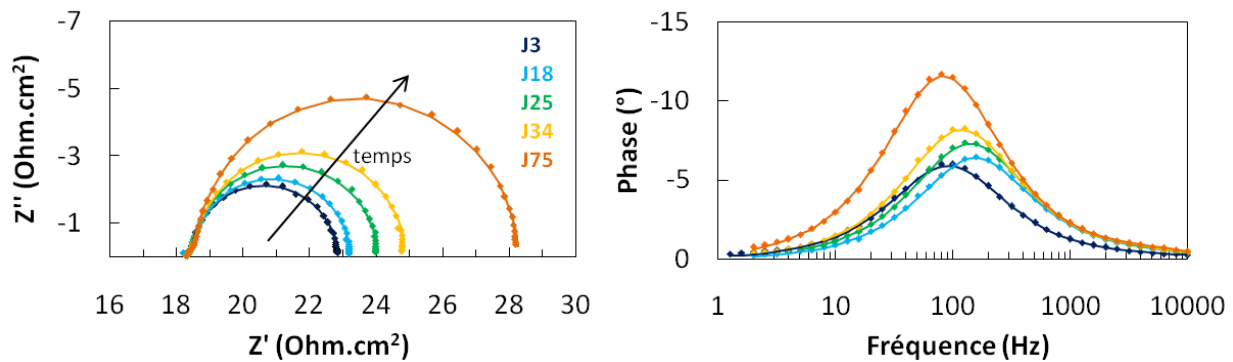 -7
-5
-3
-1
Z'' (Ohm.cm²)
16 18 20 22 24 26 28 30
Z' (Ohm.cm²)
J3
J18
J25
J34
J75
temps
-15
-10
-5
0
Phase (°)
1 10 100 1000 10000
Fréquence (Hz)